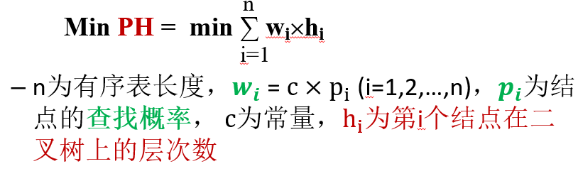 Min PH = min n∑i=1 wi×hi
– n为有序表长度，wi = c × pi (i=1,2,…,n)，pi为结
点的查找概率， c为常量，hi为第i个结点在二
叉树上的层次数